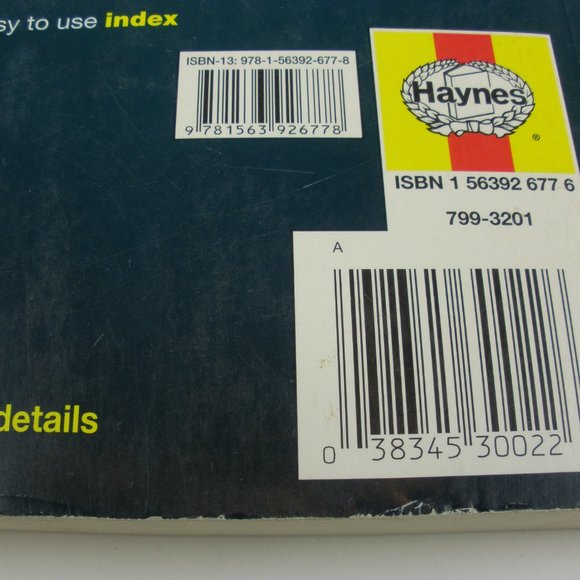 sy to use index
ISBN-13: 978-1-56392-677-8
9 781563 926778
Haynes
®
ISBN 1 56392 677 6
799-3201
A
0 38345 30022
details